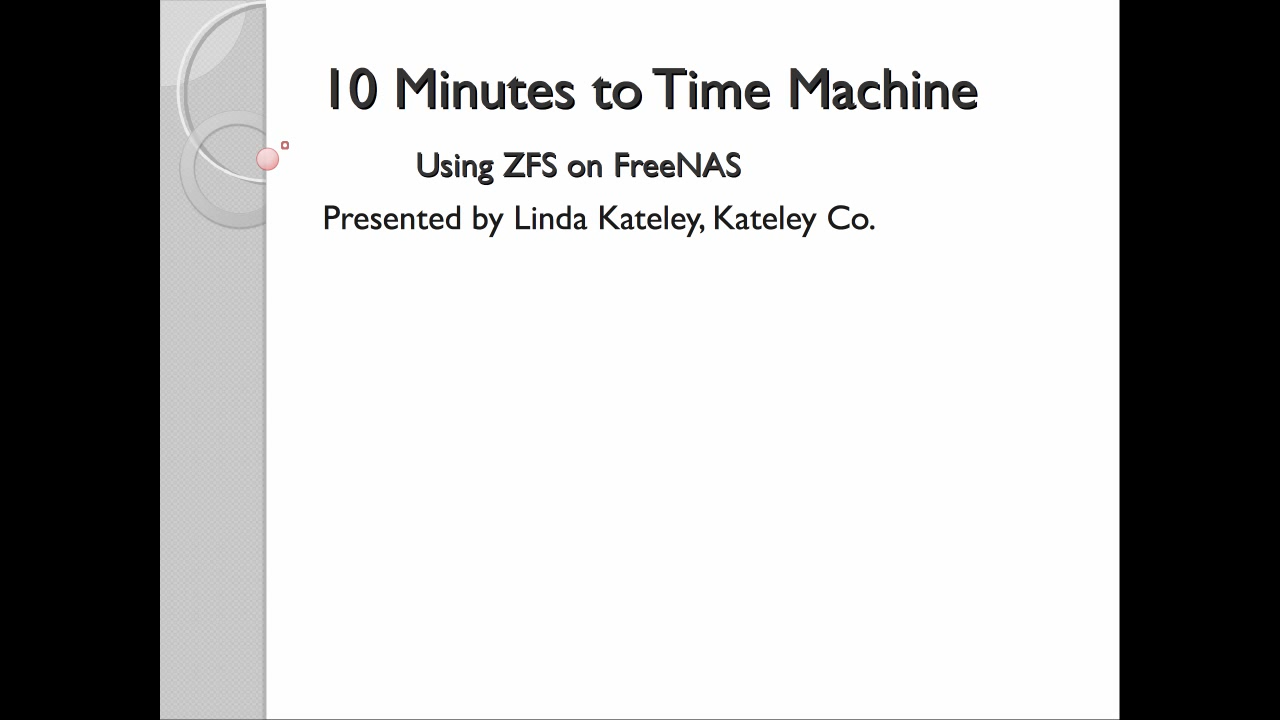 10 Minutes to Time Machine
Using ZFS on FreeNAS
Presented by Linda Kateley, Kateley Co.